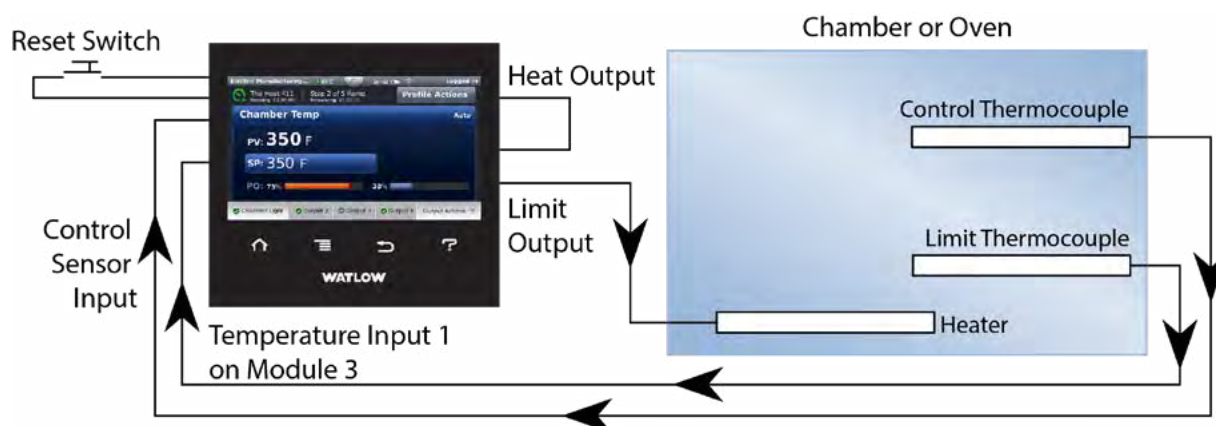 Reset Switch
Chamber or Oven
Heat Output
Profile Actions
Chamber Temp
Auto
PV: 350 F
SP: 350 F
Control Thermocouple
Limit
Output
Limit Thermocouple
Control
Sensor
Input
WATLOW
Heater
Temperature Input 1
on Module 3